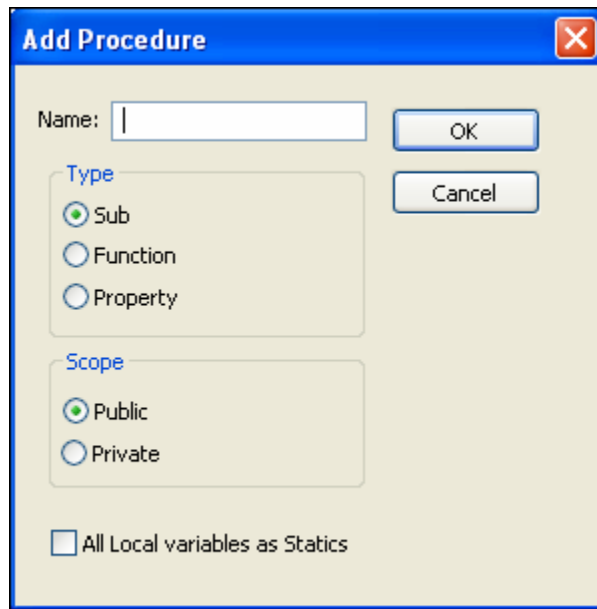 Add Procedure
Name:
OK
Type
Cancel
Sub
Function
Property
Scope
Public
Private
All Local variables as Statics